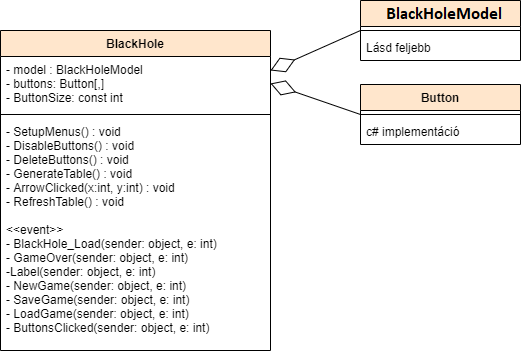 BlackHole
- model : BlackHoleModel
- buttons: Button[,]
- ButtonSize: const int
- SetupMenus() : void
- DisableButtons() : void
- DeleteButtons() : void
- GenerateTable() : void
- ArrowClicked(x:int, y:int) : void
- RefreshTable() : void
<<event>>
- BlackHole_Load(sender: object, e: int)
- GameOver(sender: object, e: int)
-Label(sender: object, e: int)
- NewGame(sender: object, e: int)
- SaveGame(sender: object, e: int)
- LoadGame(sender: object, e: int)
- ButtonsClicked(sender: object, e: int)
BlackHoleModel
Lásd feljebb
Button
c# implementáció